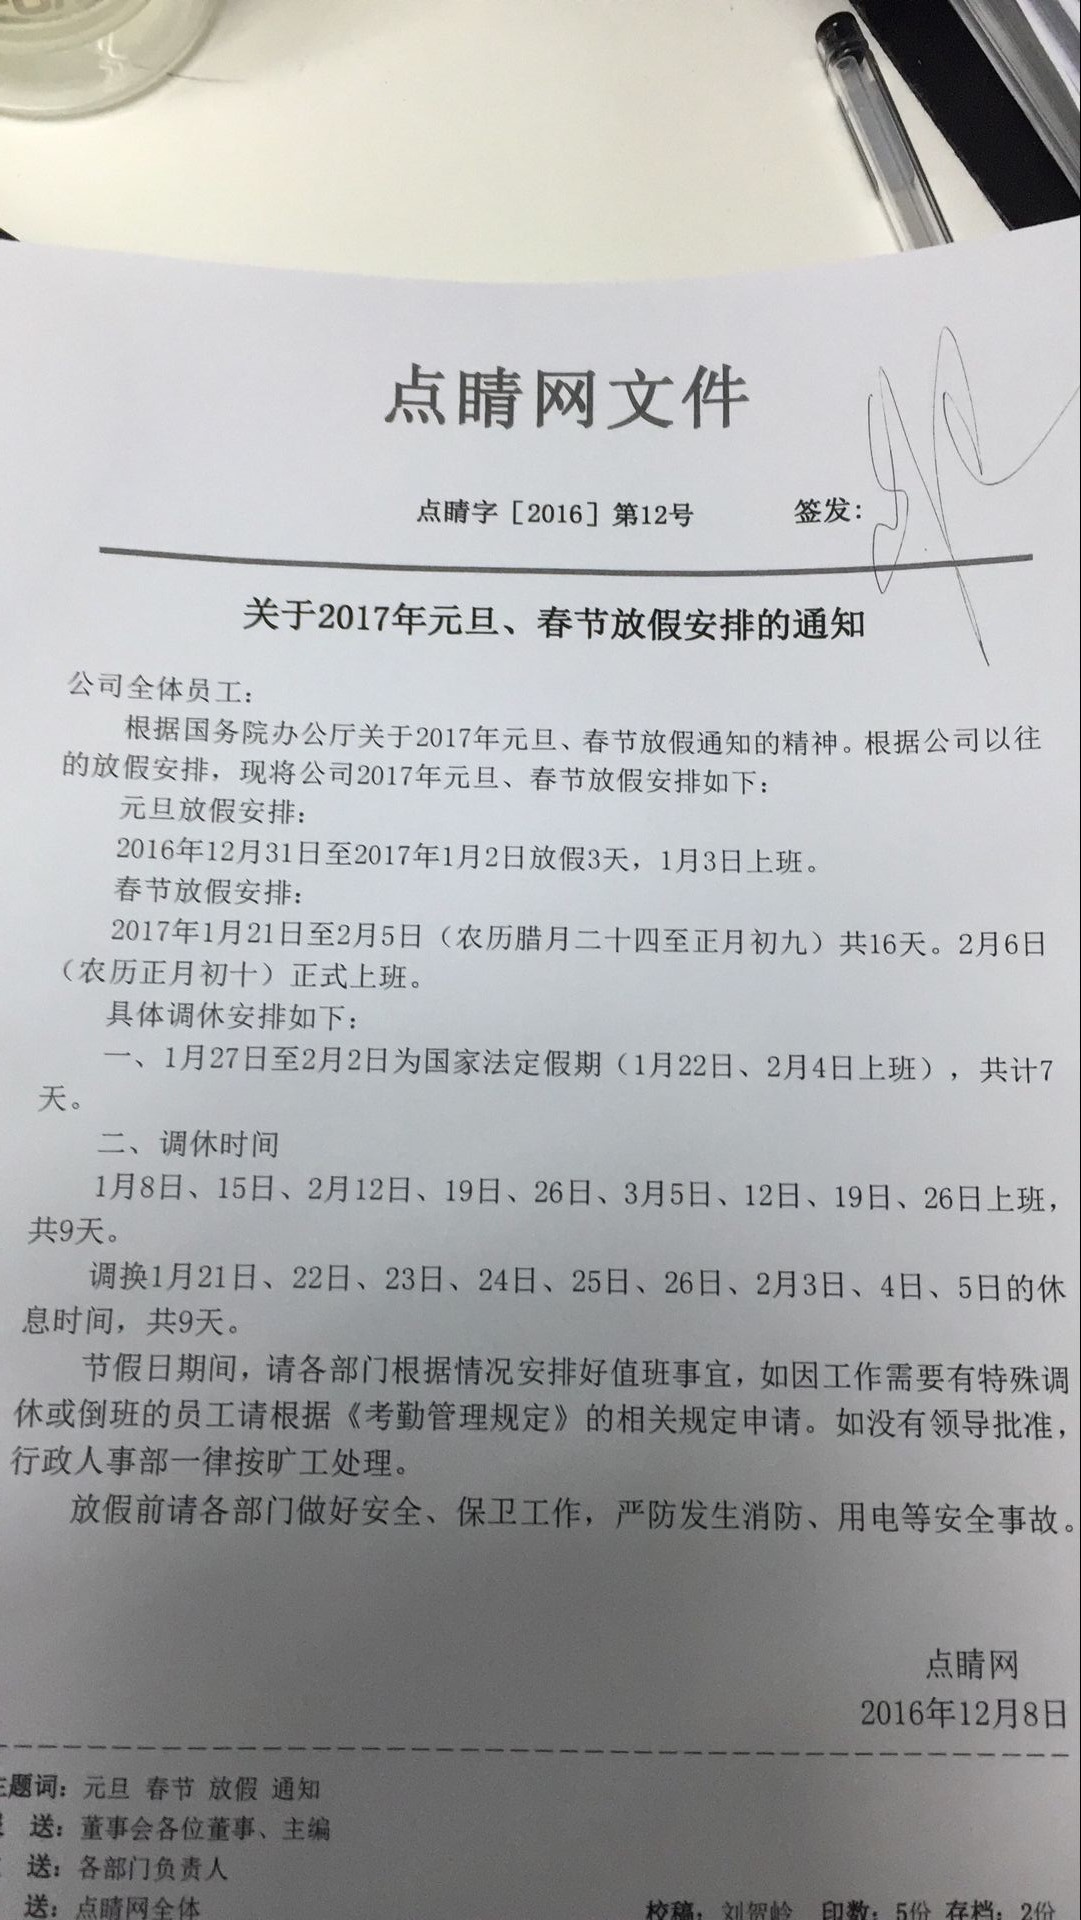 点睛网文件
点睛字［2016］第12号 签发：
关于2017年元旦、春节放假安排的通知
公司全体员工：
根据国务院办公厅关于2017年元旦、春节放假通知的精神。根据公司以往
的放假安排，现将公司2017年元旦、春节放假安排如下：
元旦放假安排：
2016年12月31日至2017年1月2日放假3天，1月3日上班。
春节放假安排：
2017年1月21日至2月5日（农历腊月二十四至正月初九）共16天。2月6日
（农历正月初十）正式上班。
具体调休安排如下：
一、1月27日至2月2日为国家法定假期（1月22日、2月4日上班），共计7
天。
二、调休时间
1月8日、15日、2月12日、19日、26日、3月5日、12日、19日、26日上班，
共9天。
调换1月21日、22日、23日、24日、25日、26日、2月3日、4日、5日的休
息时间，共9天。
节假日期间，请各部门根据情况安排好值班事宜，如因工作需要有特殊调
休或倒班的员工请根据《考勤管理规定》的相关规定申请。如没有领导批准，
行政人事部一律按旷工处理。
放假前请各部门做好安全、保卫工作，严防发生消防、用电等安全事故。
点睛网
2016年12月8日
主题词：元旦 春节 放假 通知
送：董事会各位董事、主编
送：各部门负责人
送：点睛网全体 校稿：刘贺岭 印数：5份 存档：2份